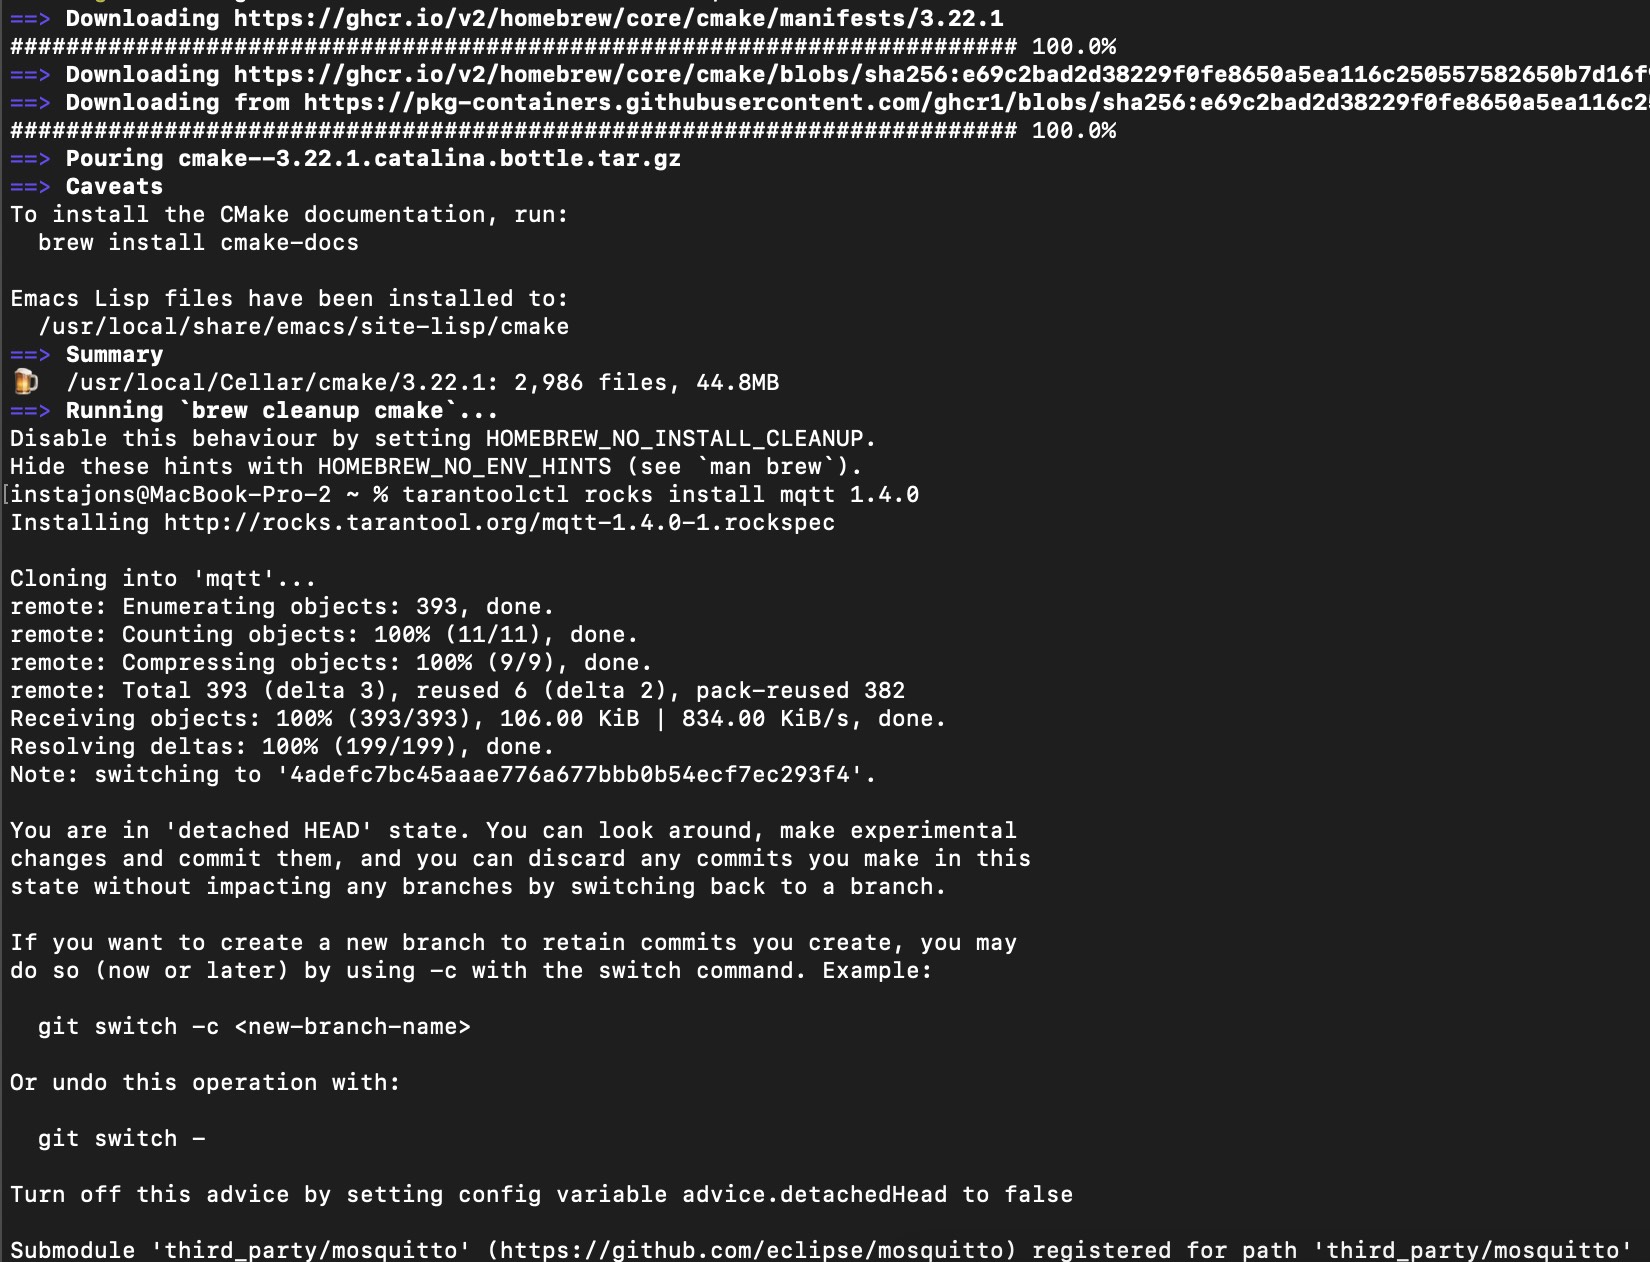 ==> Downloading https://ghcr.io/v2/homebrew/core/cmake/manifests/3.22.1
######################################################################## 100.0%
==> Downloading https://ghcr.io/v2/homebrew/core/cmake/blobs/sha256:e69c2bad2d38229f0fe8650a5ea116c250557582650b7d16f9
==> Downloading from https://pkg-containers.githubusercontent.com/ghcr1/blobs/sha256:e69c2bad2d38229f0fe8650a5ea116c25
######################################################################## 100.0%
==> Pouring cmake--3.22.1.catalina.bottle.tar.gz
==> Caveats
To install the CMake documentation, run:
  brew install cmake-docs

Emacs Lisp files have been installed to:
  /usr/local/share/emacs/site-lisp/cmake
==> Summary
🍺  /usr/local/Cellar/cmake/3.22.1: 2,986 files, 44.8MB
==> Running `brew cleanup cmake`...
Disable this behaviour by setting HOMEBREW_NO_INSTALL_CLEANUP.
Hide these hints with HOMEBREW_NO_ENV_HINTS (see `man brew`).
[instajons@MacBook-Pro-2 ~ % tarantoolctl rocks install mqtt 1.4.0
Installing http://rocks.tarantool.org/mqtt-1.4.0-1.rockspec

Cloning into 'mqtt'...
remote: Enumerating objects: 393, done.
remote: Counting objects: 100% (11/11), done.
remote: Compressing objects: 100% (9/9), done.
remote: Total 393 (delta 3), reused 6 (delta 2), pack-reused 382
Receiving objects: 100% (393/393), 106.00 KiB | 834.00 KiB/s, done.
Resolving deltas: 100% (199/199), done.
Note: switching to '4adefc7bc45aaae776a677bbb0b54ecf7ec293f4'.

You are in 'detached HEAD' state. You can look around, make experimental
changes and commit them, and you can discard any commits you make in this
state without impacting any branches by switching back to a branch.

If you want to create a new branch to retain commits you create, you may
do so (now or later) by using -c with the switch command. Example:

  git switch -c <new-branch-name>

Or undo this operation with:

  git switch -

Turn off this advice by setting config variable advice.detachedHead to false

Submodule 'third_party/mosquitto' (https://github.com/eclipse/mosquitto) registered for path 'third_party/mosquitto'